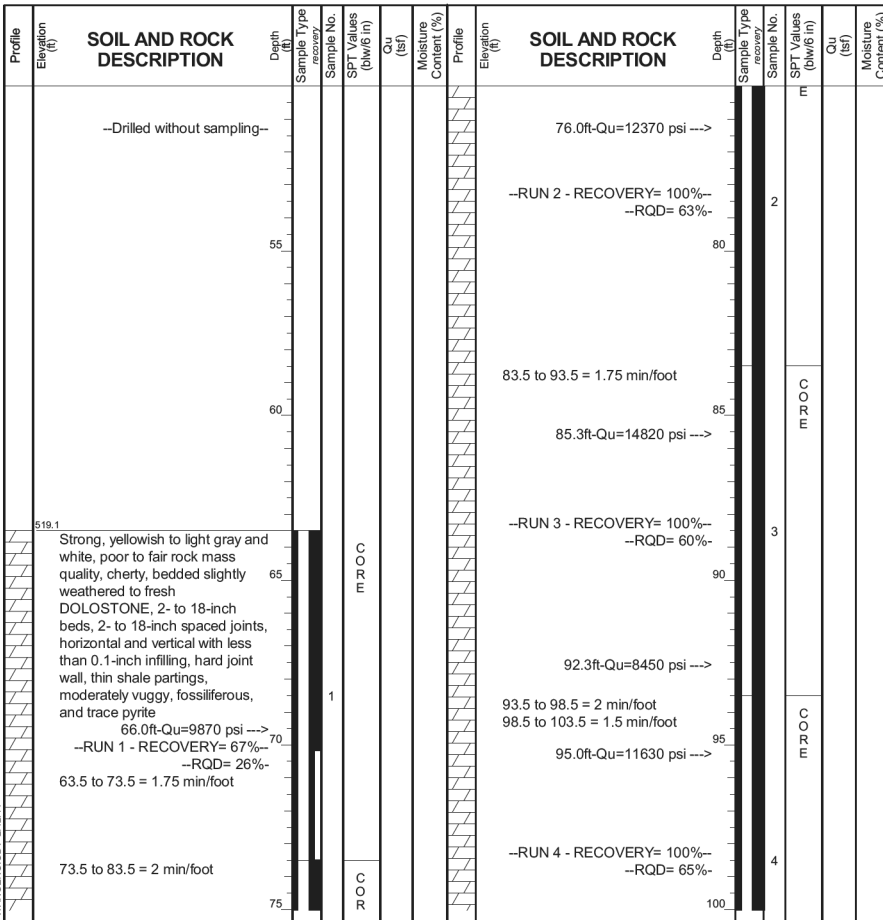 Profile
Elevation
(ft)
SOIL AND ROCK
DESCRIPTION
Depth
(ft)
Sample Type
recovery
Sample No.
SPT Values
(blw/6 in)
Qu
(tsf)
Moisture
Content (%)
--Drilled without sampling--
55
60
519.1
Strong, yellowish to light gray and
white, poor to fair rock mass
quality, cherty, bedded slightly
weathered to fresh
DOLOSTONE, 2- to 18-inch
beds, 2- to 18-inch spaced joints,
horizontal and vertical with less
than 0.1-inch infilling, hard joint
wall, thin shale partings,
moderately vuggy, fossiliferous,
and trace pyrite
65
C
O
R
E
1
66.0ft-Qu=9870 psi --->
70
--RUN 1 - RECOVERY= 67%--
--RQD= 26%-
63.5 to 73.5 = 1.75 min/foot
73.5 to 83.5 = 2 min/foot
75
C
O
R
Profile
Elevation
(ft)
SOIL AND ROCK
DESCRIPTION
Depth
(ft)
Sample Type
recovery
Sample No.
SPT Values
(blw/6 in)
Qu
(tsf)
Moisture
Content (%)
E
76.0ft-Qu=12370 psi --->
--RUN 2 - RECOVERY= 100%--
2
--RQD= 63%-
80
83.5 to 93.5 = 1.75 min/foot
C
O
R
E
85
85.3ft-Qu=14820 psi --->
--RUN 3 - RECOVERY= 100%--
3
--RQD= 60%-
90
92.3ft-Qu=8450 psi --->
93.5 to 98.5 = 2 min/foot
98.5 to 103.5 = 1.5 min/foot
C
O
R
E
95
95.0ft-Qu=11630 psi --->
--RUN 4 - RECOVERY= 100%--
4
--RQD= 65%-
100